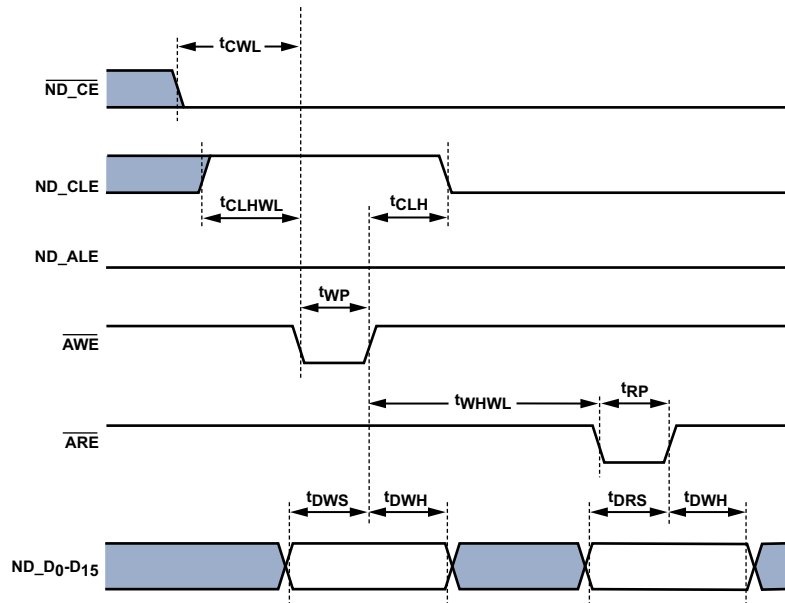 tCWL
ND_CE
ND_CLE
tCLHWL
tCLH
ND_ALE
tWP
AWE
tWHWL
tRP
ARE
tDWS
tDWH
tDRS
tDWH
ND_D0-D15